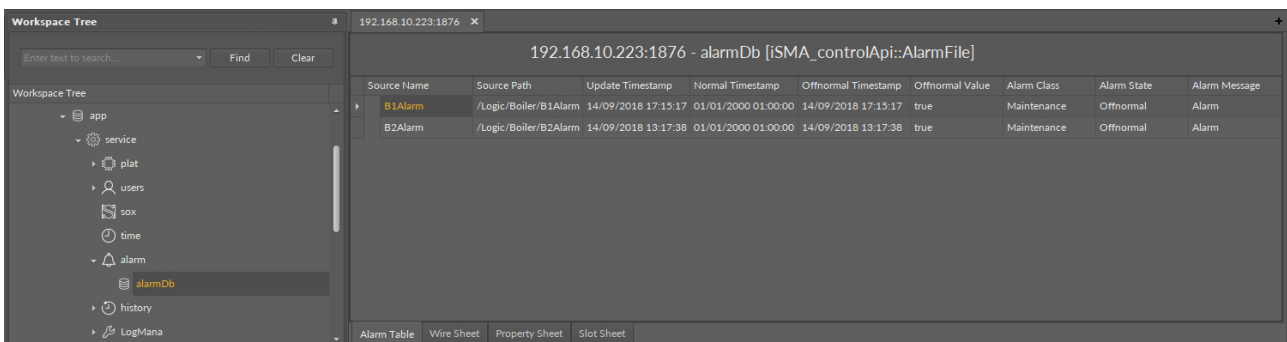 Workspace Tree
Enter text to search...
Find
Clear
Workspace Tree
app
service
plat
users
sox
time
alarm
alarmDb
history
LogMana
192.168.10.223:1876
192.168.10.223:1876 - alarmDb [iSMA_controlApi::AlarmFile]
Source Name Source Path Update Timestamp Normal Timestamp Offnormal Timestamp Offnormal Value Alarm Class Alarm State Alarm Message
B1Alarm /Logic/Boiler/B1Alarm 14/09/2018 17:15:17 01/01/2000 01:00:00 14/09/2018 17:15:17 true Maintenance Offnormal Alarm
B2Alarm /Logic/Boiler/B2Alarm 14/09/2018 13:17:38 01/01/2000 01:00:00 14/09/2018 13:17:38 true Maintenance Offnormal Alarm
Alarm Table Wire Sheet Property Sheet Slot Sheet